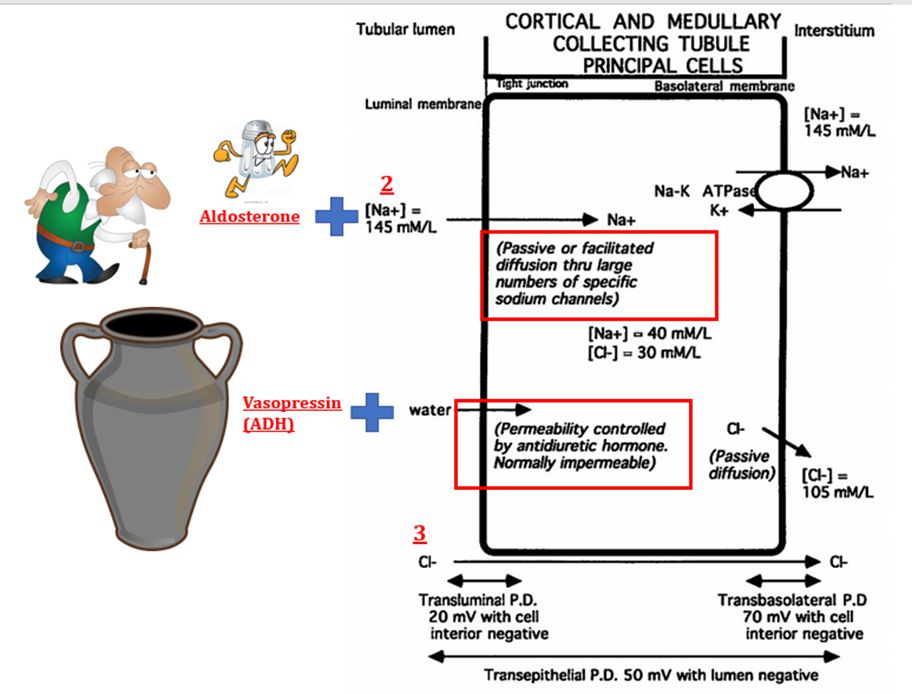 Tubular lumen
CORTICAL AND MEDULLARY
COLLECTING TUBULE
PRINCIPAL CELLS
Interstitium
Tight junction
Basolateral membrane
Luminal membrane
[Na+] =
145 mM/L
Na+
Na-K ATPase
K+
Aldosterone
2
[Na+] =
145 mM/L
Na+
(Passive or facilitated
diffusion thru large
numbers of specific
sodium channels)
[Na+] = 40 mM/L
[Cl-] = 30 mM/L
Vasopressin
(ADH)
water
(Permeability controlled
by antidiuretic hormone.
Normally impermeable)
Cl-
(Passive
diffusion)
[Cl-] =
105 mM/L
3
Cl-
Cl-
Transluminal P.D.
20 mV with cell
interior negative
Transbasolateral P.D
70 mV with cell
interior negative
Transepithelial P.D. 50 mV with lumen negative